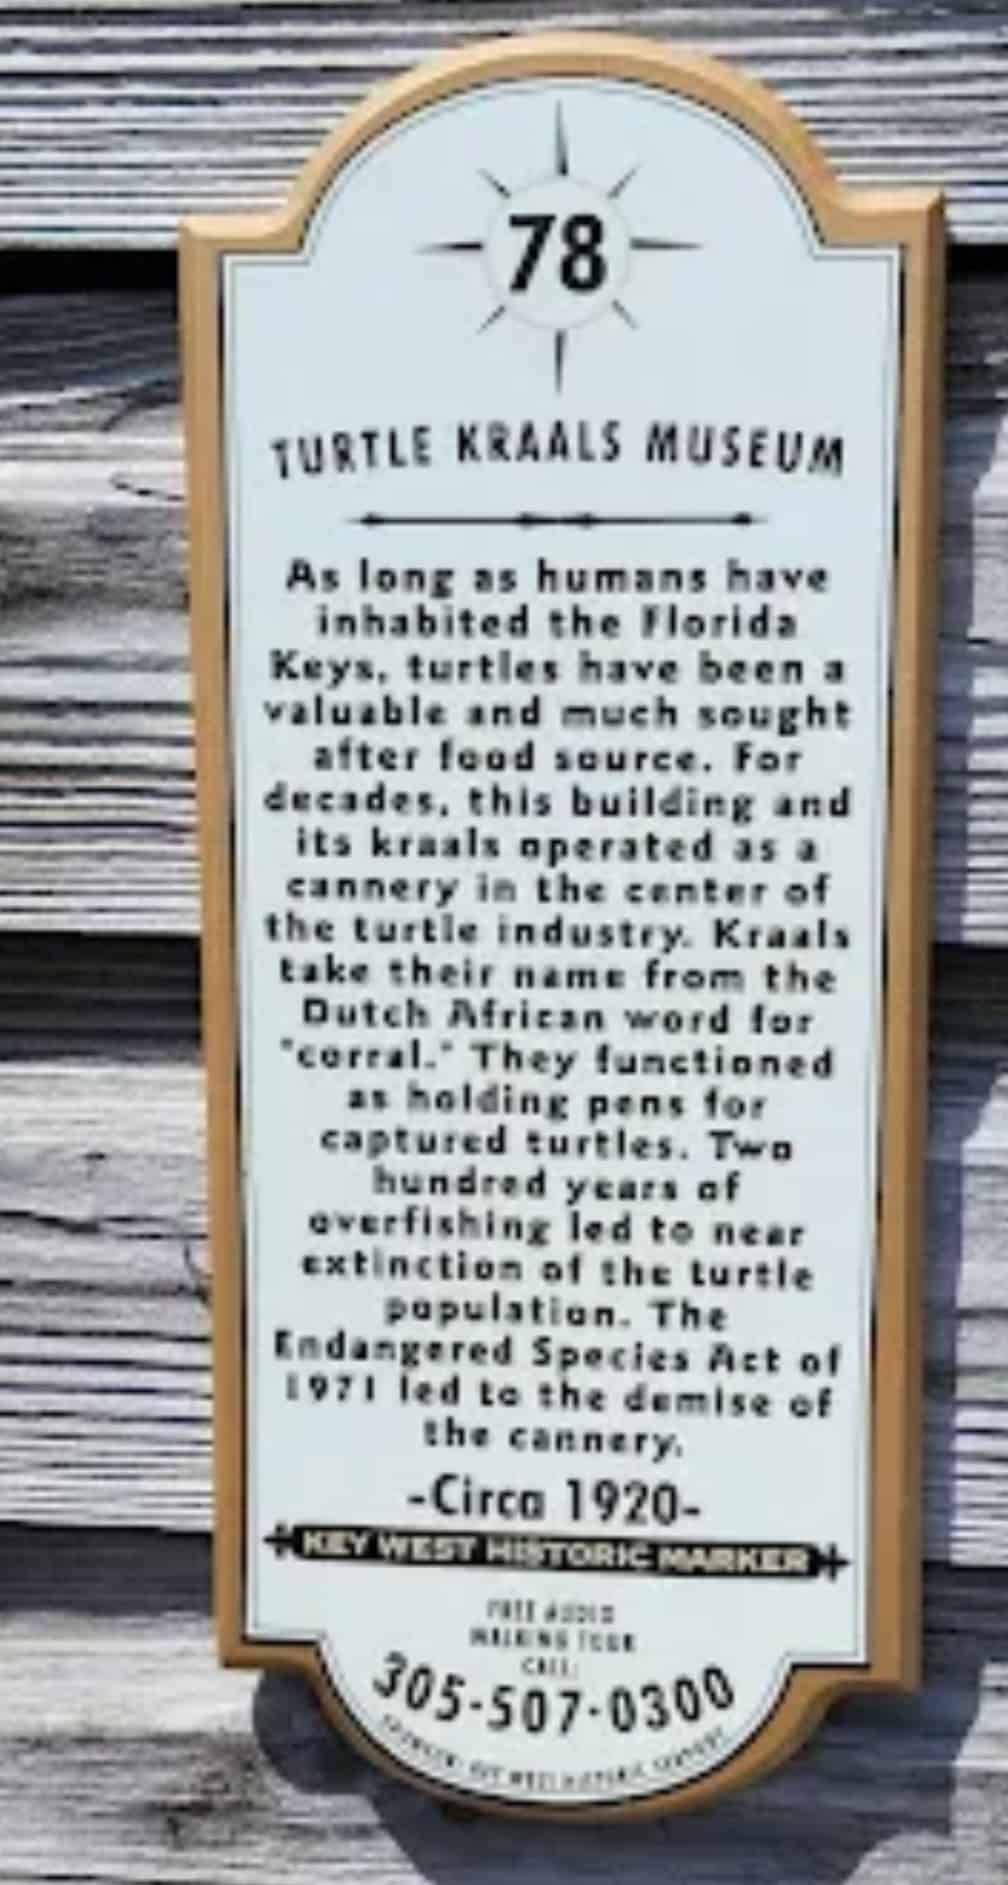 78
TURTLE KRAALS MUSEUM
As long as humans have
inhabited the Florida
Keys, turtles have been a
valuable and much sought
after food source. For
decades, this building and
its kraals operated as a
cannery in the center of
the turtle industry. Kraals
take their name from the
Dutch African word for
"corral." They functioned
as holding pens for
captured turtles. Two
hundred years of
overfishing led to near
extinction of the turtle
population. The
Endangered Species Act of
1971 led to the demise of
the cannery.
-Circa 1920-
KEY WEST HISTORIC MARKER
FREE AUDIO
WALKING TOUR
CALL:
305-507-0300
KEY WEST HISTORIC